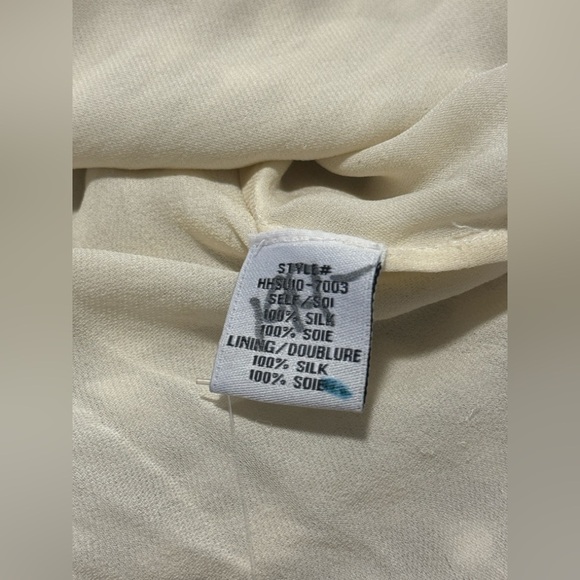 STYLE#
HHSU10-7003
SELF/SOI
100% SILK
100% SOIE
LINING/DOUBLURE
100% SILK
100% SOIE